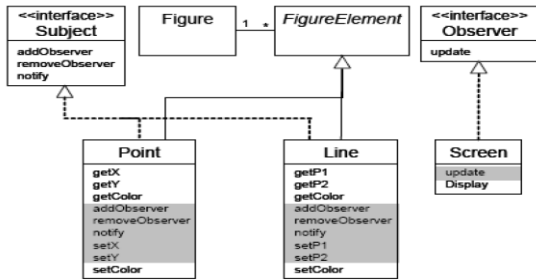 <<interface>>
Subject
addObserver
removeObserver
notify
Figure
1
*
FigureElement
<<interface>>
Observer
update
Point
getX
getY
getColor
addObserver
removeObserver
notify
setX
setY
setColor
Line
getP1
getP2
getColor
addObserver
removeObserver
notify
setP1
setP2
setColor
Screen
update
Display